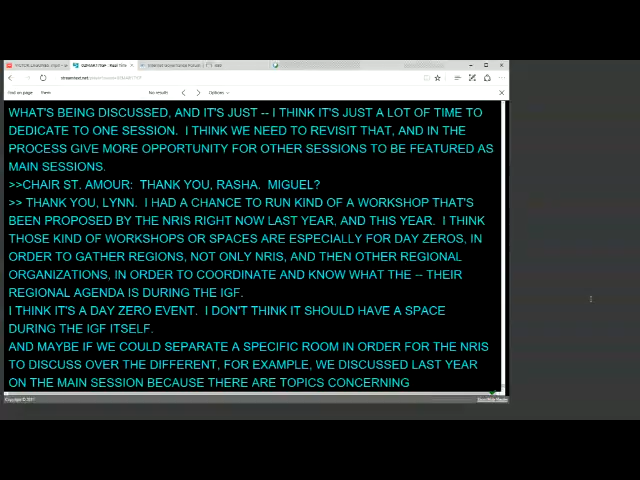 streamtext.net
Find on page
No results
Options
WHAT'S BEING DISCUSSED, AND IT'S JUST -- I THINK IT'S JUST A LOT OF TIME TO
DEDICATE TO ONE SESSION.  I THINK WE NEED TO REVISIT THAT, AND IN THE
PROCESS GIVE MORE OPPORTUNITY FOR OTHER SESSIONS TO BE FEATURED AS
MAIN SESSIONS.
>>CHAIR ST. AMOUR:  THANK YOU, RASHA.  MIGUEL?
>> THANK YOU, LYNN.  I HAD A CHANCE TO RUN KIND OF A WORKSHOP THAT'S
BEEN PROPOSED BY THE NRIS RIGHT NOW LAST YEAR, AND THIS YEAR.  I THINK
THOSE KIND OF WORKSHOPS OR SPACES ARE ESPECIALLY FOR DAY ZEROS, IN
ORDER TO GATHER REGIONS, NOT ONLY NRIS, AND THEN OTHER REGIONAL
ORGANIZATIONS, IN ORDER TO COORDINATE AND KNOW WHAT THE -- THEIR
REGIONAL AGENDA IS DURING THE IGF.
I THINK IT'S A DAY ZERO EVENT.  I DON'T THINK IT SHOULD HAVE A SPACE
DURING THE IGF ITSELF.
AND MAYBE IF WE COULD SEPARATE A SPECIFIC ROOM IN ORDER FOR THE NRIS
TO DISCUSS OVER THE DIFFERENT, FOR EXAMPLE, WE DISCUSSED LAST YEAR
ON THE MAIN SESSION BECAUSE THERE ARE TOPICS CONCERNING